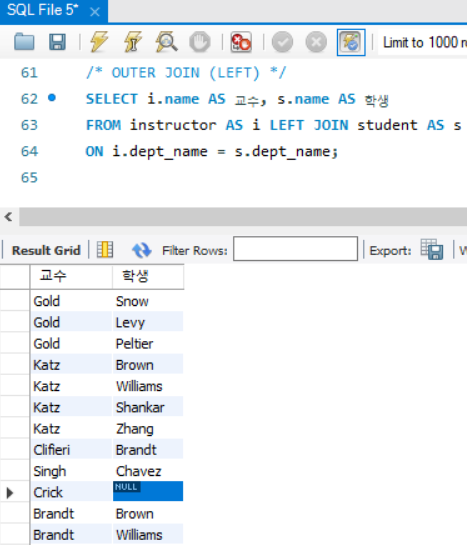 SQL File 5* ×
Limit to 1000 r
61 /* OUTER JOIN (LEFT) */
62 SELECT i.name AS 교수, s.name AS 학생
63 FROM instructor AS i LEFT JOIN student AS s
64 ON i.dept_name = s.dept_name;
65
Result Grid Filter Rows: Export: W
교수 학생
Gold Snow
Gold Levy
Gold Peltier
Katz Brown
Katz Williams
Katz Shankar
Katz Zhang
Clifieri Brandt
Singh Chavez
Crick NULL
Brandt Brown
Brandt Williams